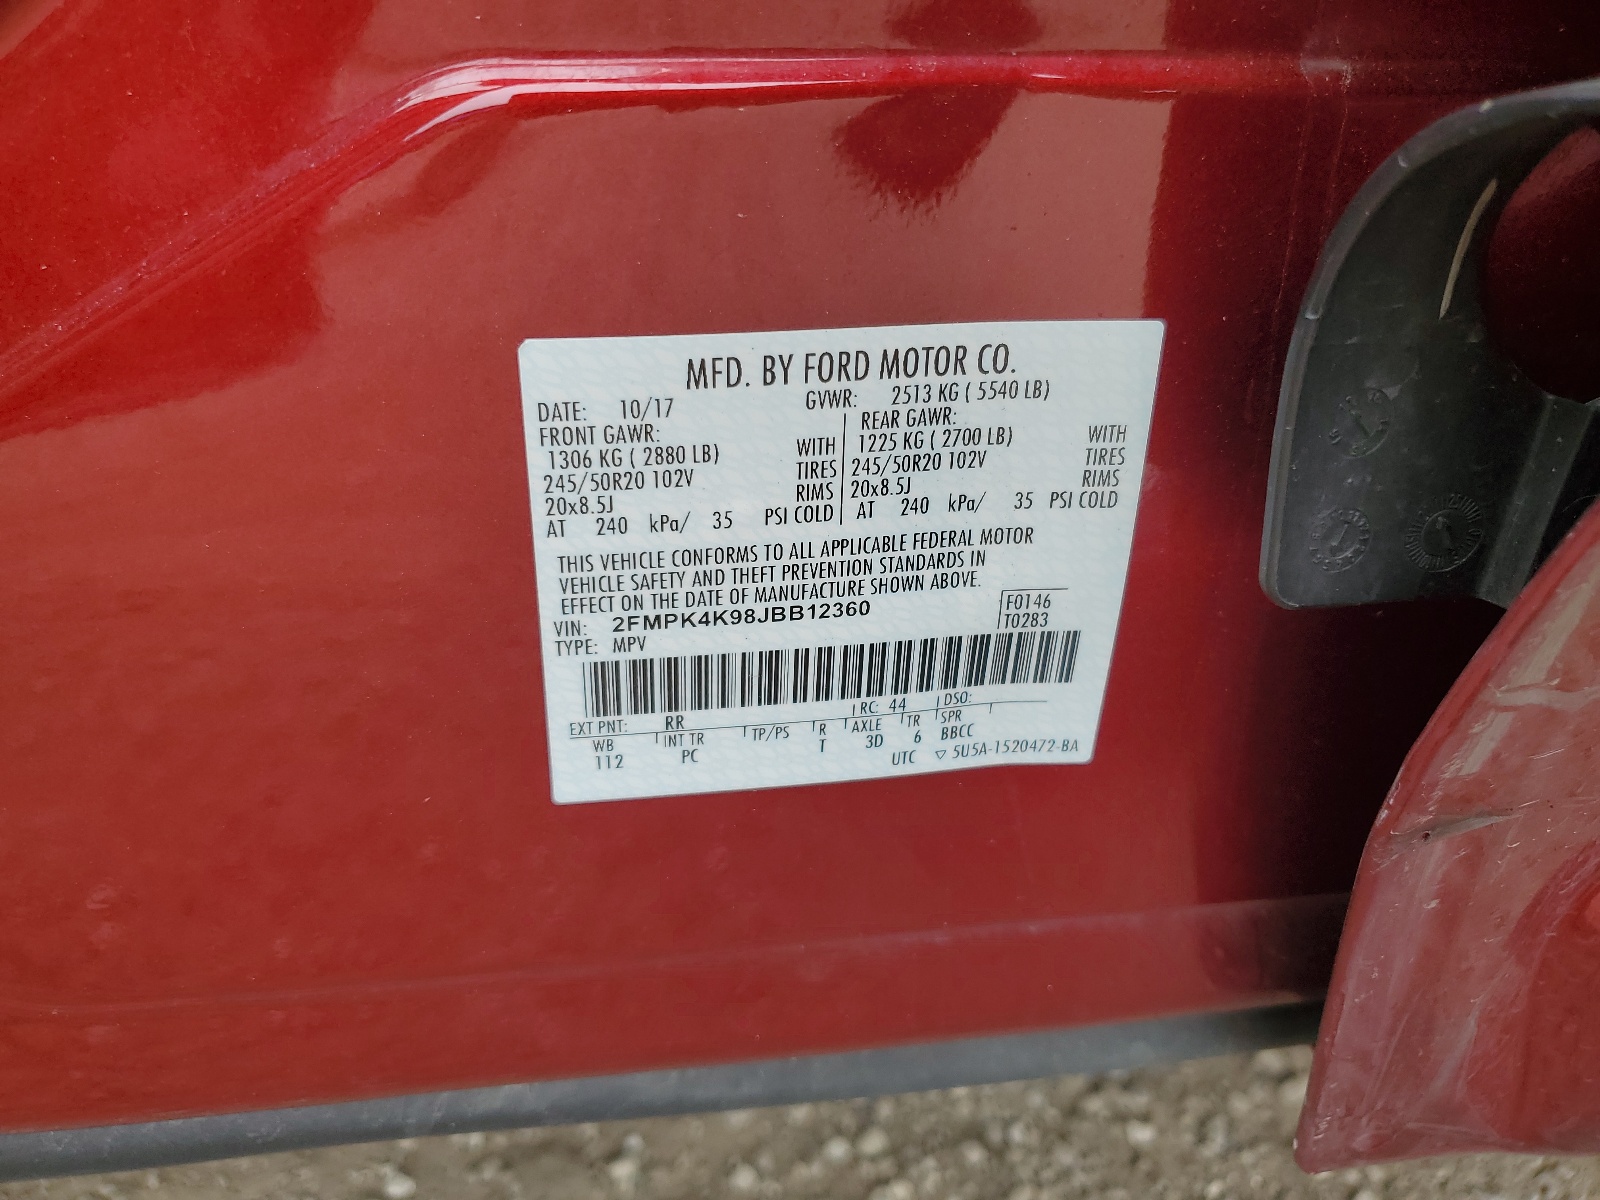 MFD. BY FORD MOTOR CO.
DATE: 10/17 GVWR: 2513 KG ( 5540 LB)
FRONT GAWR: REAR GAWR:
1306 KG ( 2880 LB) WITH 1225 KG ( 2700 LB) WITH
245/50R20 102V TIRES 245/50R20 102V TIRES
20x8.5J RIMS 20x8.5J RIMS
AT 240 kPa/ 35 PSI COLD AT 240 kPa/ 35 PSI COLD
THIS VEHICLE CONFORMS TO ALL APPLICABLE FEDERAL MOTOR
VEHICLE SAFETY AND THEFT PREVENTION STANDARDS IN
EFFECT ON THE DATE OF MANUFACTURE SHOWN ABOVE.
VIN: 2FMPK4K98JBB12360 F0146
TYPE: MPV T0283
EXT PNT: RR RC: 44 DSO:
WB INT TR TP/PS R AXLE TR SPR
112 PC T 3D 6 BBCC
UTC ▽ 5U5A-1520472-BA